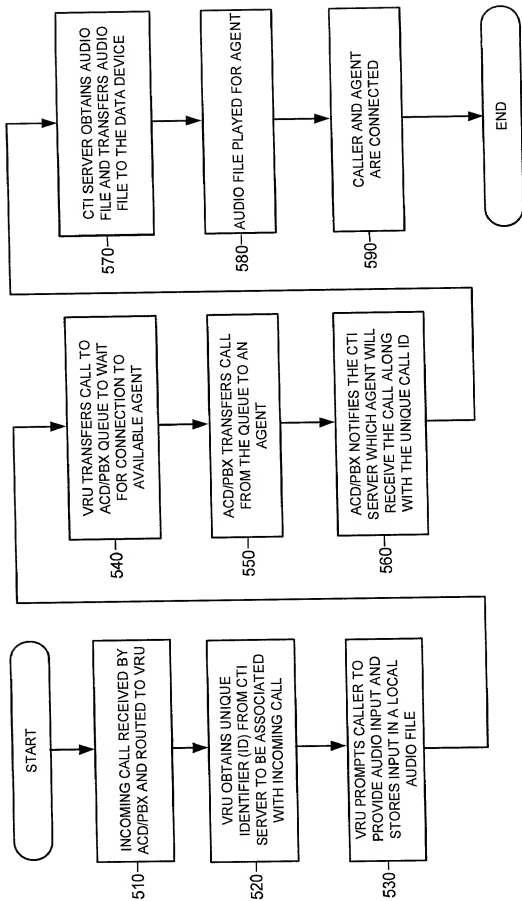 START
INCOMING CALL RECEIVED BY
ACD/PBX AND ROUTED TO VRU
510
VRU OBTAINS UNIQUE
IDENTIFIER (ID) FROM CTI
SERVER TO BE ASSOCIATED
WITH INCOMING CALL
520
VRU PROMPTS CALLER TO
PROVIDE AUDIO INPUT AND
STORES INPUT IN A LOCAL
AUDIO FILE
530
VRU TRANSFERS CALL TO
ACD/PBX QUEUE TO WAIT
FOR CONNECTION TO
AVAILABLE AGENT
540
ACD/PBX TRANSFERS CALL
FROM THE QUEUE TO AN
AGENT
550
ACD/PBX NOTIFIES THE CTI
SERVER WHICH AGENT WILL
RECEIVE THE CALL ALONG
WITH THE UNIQUE CALL ID
560
CTI SERVER OBTAINS AUDIO
FILE AND TRANSFERS AUDIO
FILE TO THE DATA DEVICE
570
AUDIO FILE PLAYED FOR AGENT
580
CALLER AND AGENT
ARE CONNECTED
590
END